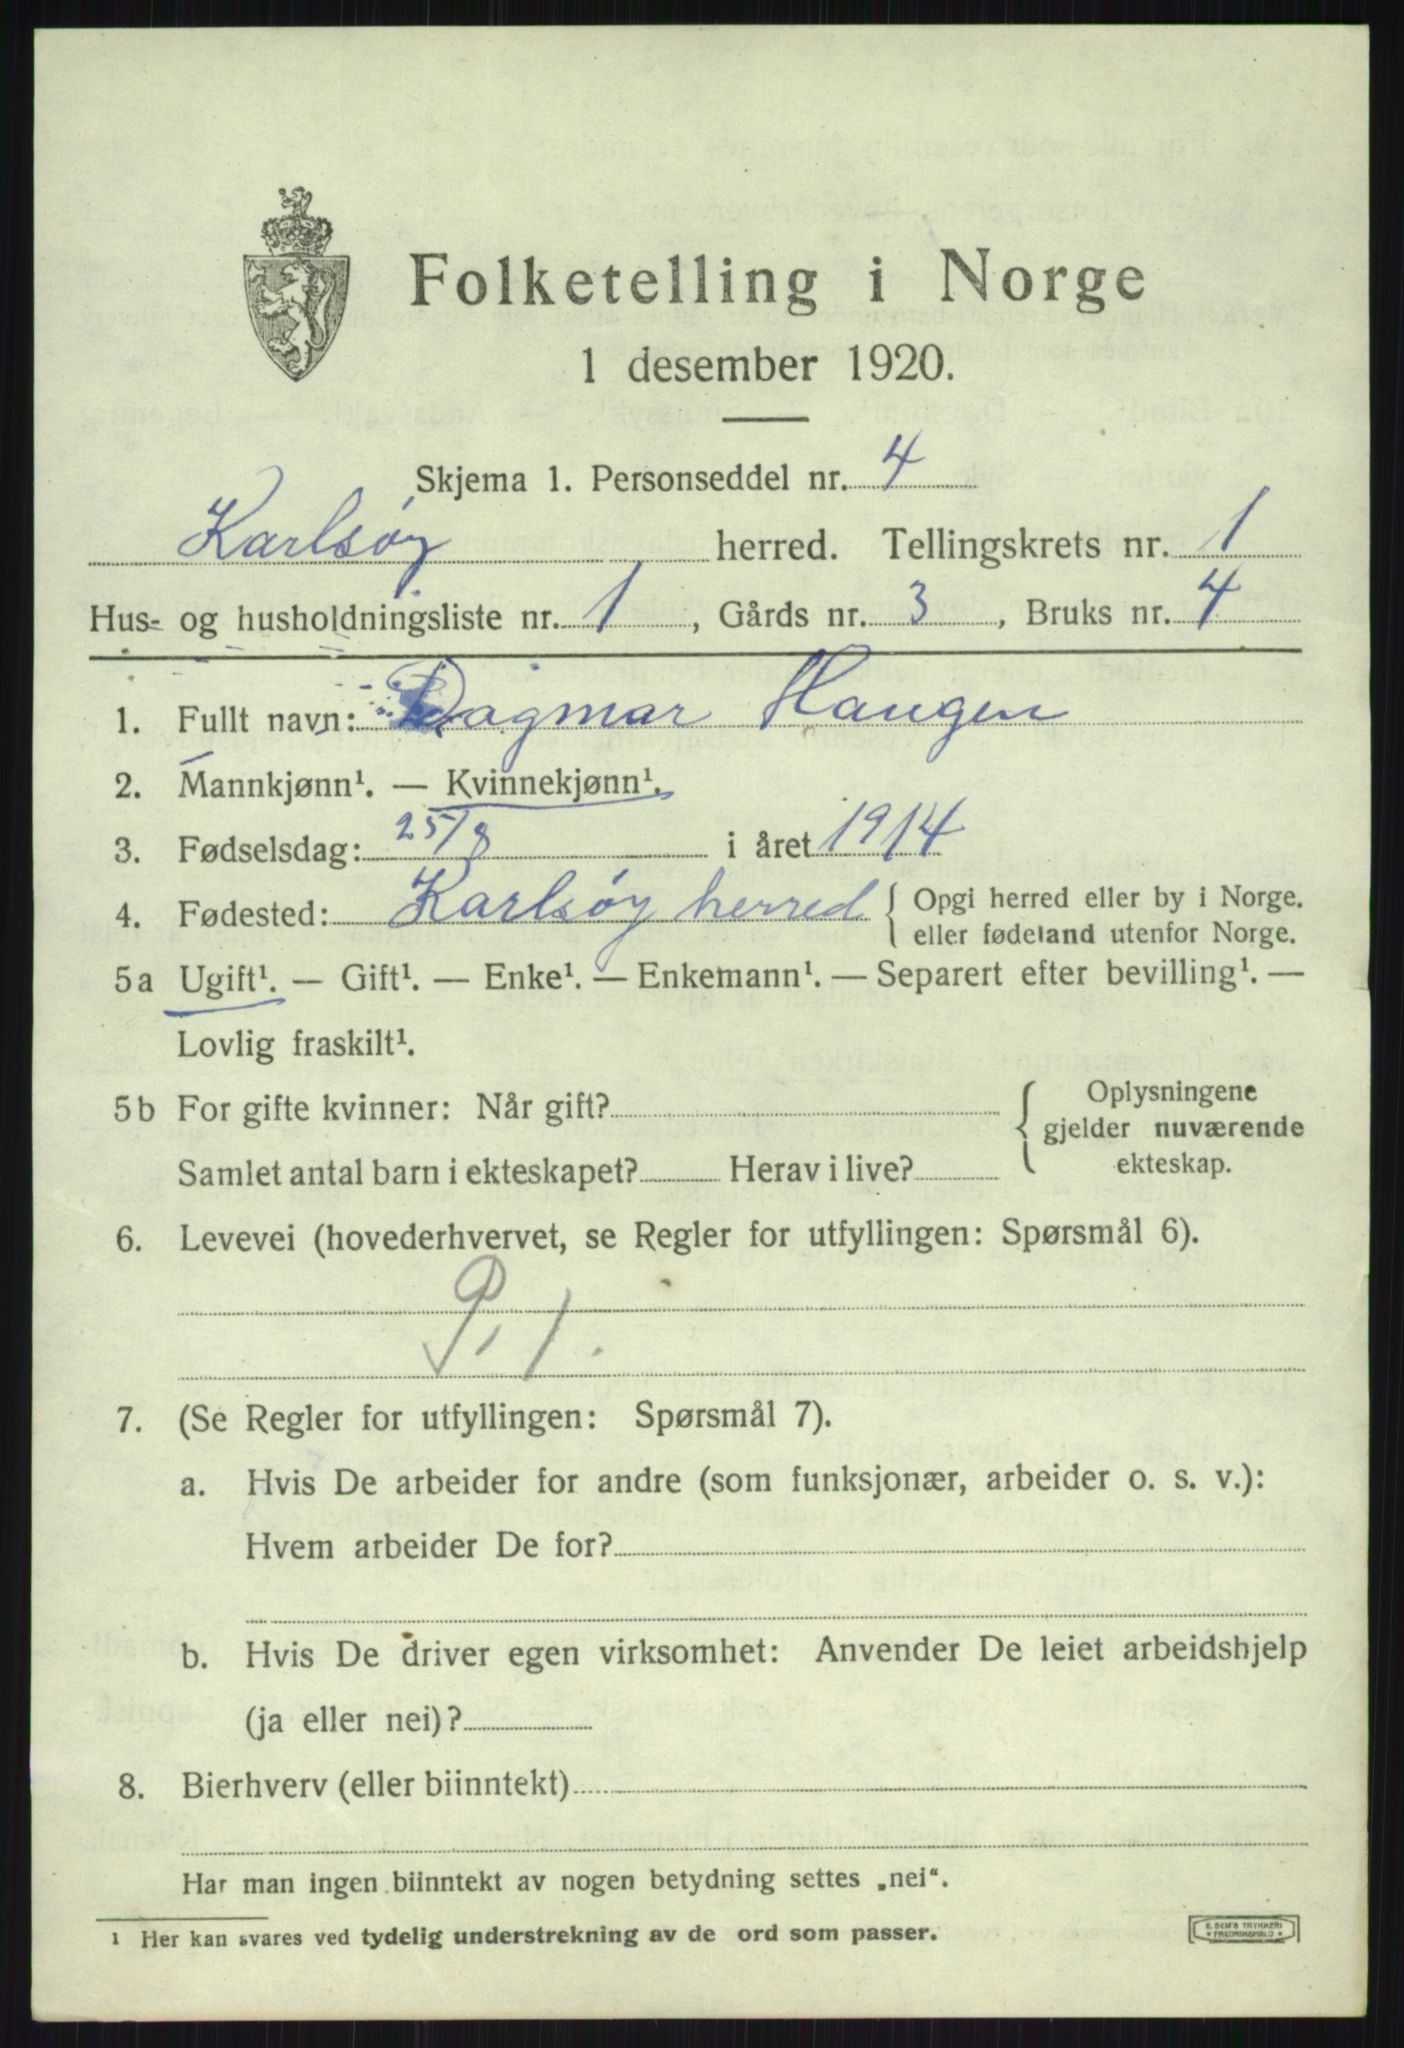 Folketelling i Norge
1 desember 1920.
Skjema 1. Personseddel nr. 4
Karlsøy herred. Tellingskrets nr. 1
Hus- og husholdningsliste nr. 1, Gårds nr. 3, Bruks nr. 4
1. Fullt navn: Dagmar Haugen
2. Mannkjønn¹. — Kvinnekjønn¹.
3. Fødselsdag: 25/8 i året 1914
4. Fødested: Karlsøy herred { Opgi herred eller by i Norge.
eller fødeland utenfor Norge.
5a Ugift¹. — Gift¹. — Enke¹. — Enkemann¹. — Separert efter bevilling¹. —
Lovlig fraskilt¹.
5b For gifte kvinner: Når gift? { Oplysningene
gjelder nuværende
Samlet antal barn i ekteskapet? Herav i live? ekteskap.
6. Levevei (hovederhvervet, se Regler for utfyllingen: Spørsmål 6).
P. 1.
7. (Se Regler for utfyllingen: Spørsmål 7).
a. Hvis De arbeider for andre (som funksjonær, arbeider o. s. v.):
Hvem arbeider De for?
b. Hvis De driver egen virksomhet: Anvender De leiet arbeidshjelp
(ja eller nei)?
8. Bierhverv (eller biinntekt)
Har man ingen biinntekt av nogen betydning settes „nei“.
¹ Her kan svares ved tydelig understrekning av de ord som passer.
E. SEM'S TRYKKERI
FREDRIKSHALD